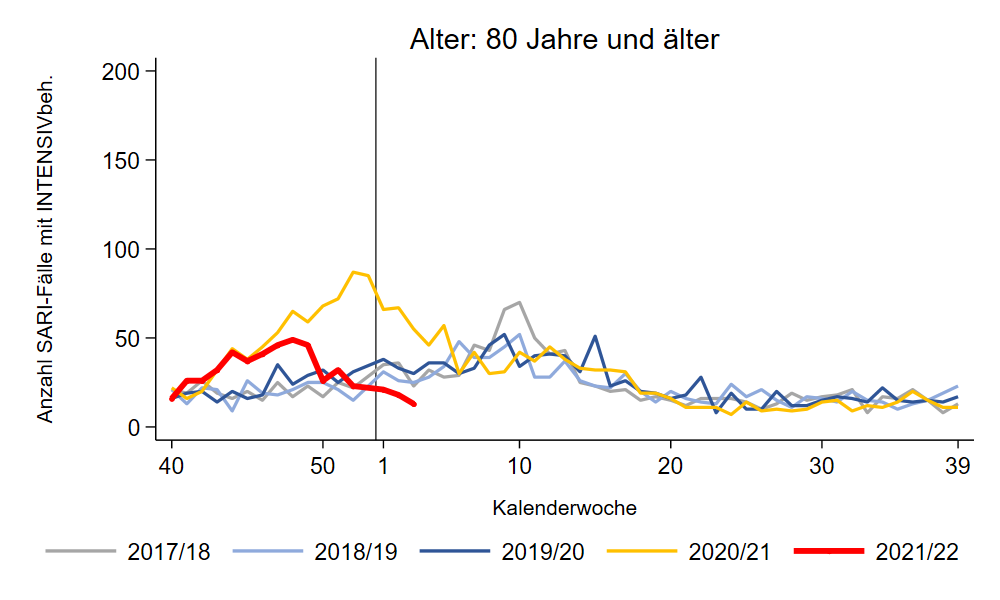 Alter: 80 Jahre und älter
Anzahl SARI-Fälle mit INTENSIVbeh.
200
150
100
50
0
40 50 1 10 20 30 39
Kalenderwoche
2017/18 2018/19 2019/20 2020/21 2021/22